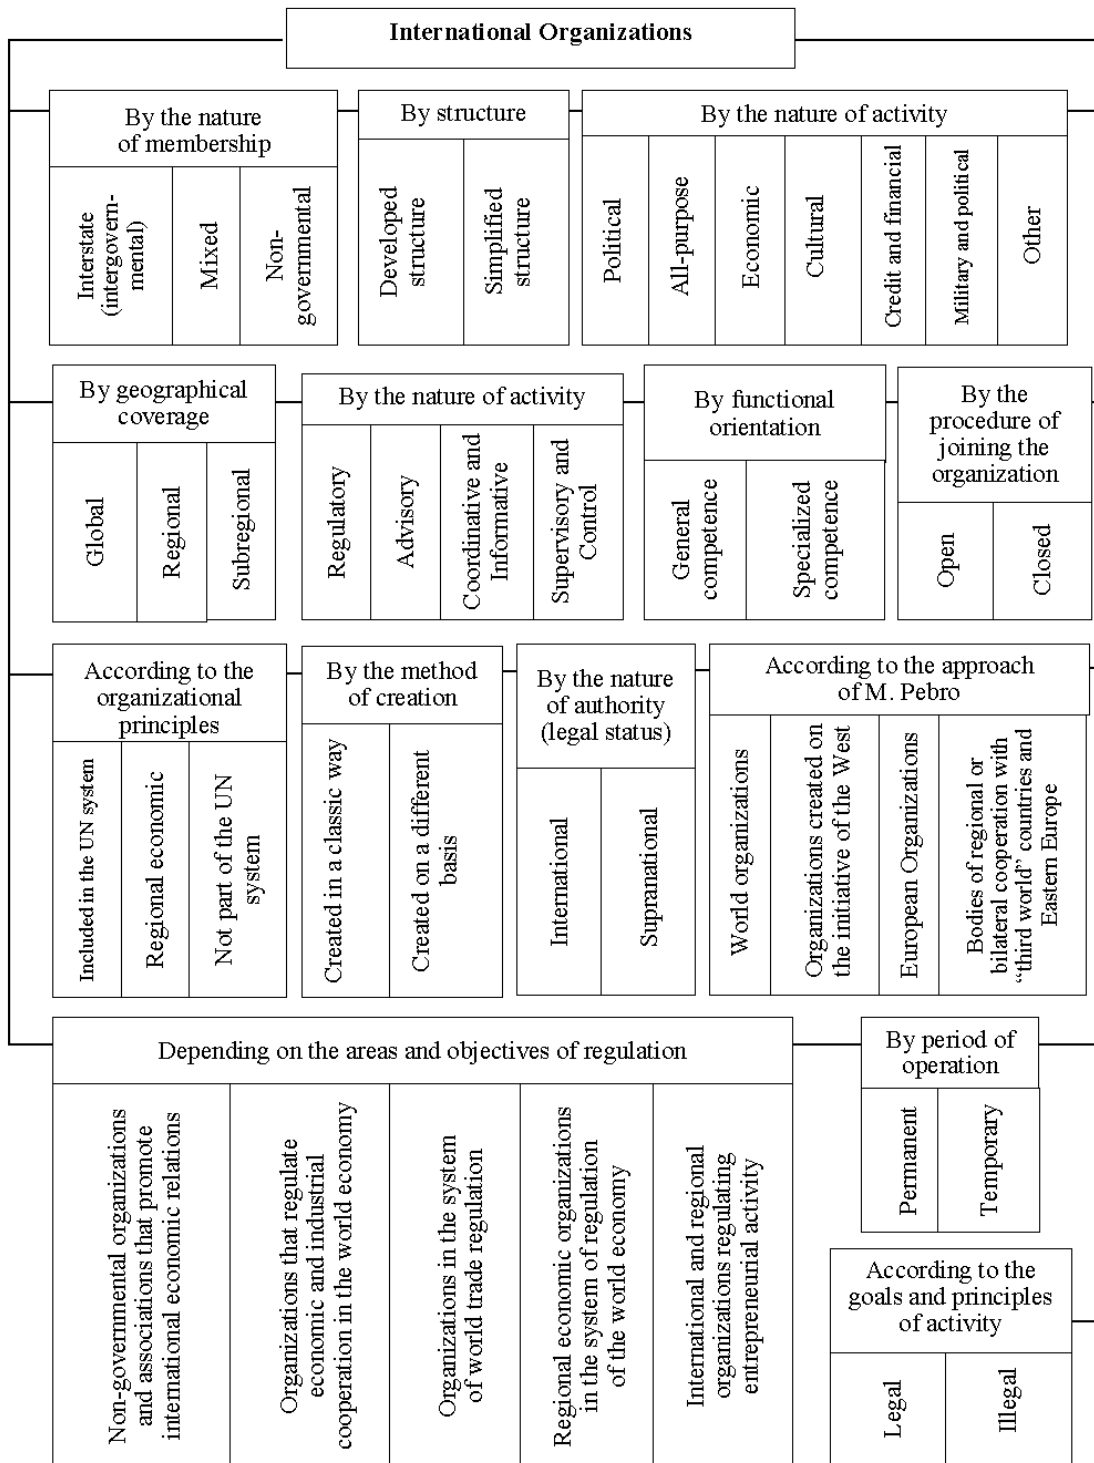 International Organizations
By the nature
of membership
Interstate
(intergovern-
mental)
Mixed
Non-
governmental
By structure
Developed
structure
Simplified
structure
By the nature of activity
Political
All-purpose
Economic
Cultural
Credit and financial
Military and political
Other
By geographical
coverage
Global
Regional
Subregional
By the nature of activity
Regulatory
Advisory
Coordinative and
Informative
Supervisory and
Control
By functional
orientation
General
competence
Specialized
competence
By the
procedure of
joining the
organization
Open
Closed
According to the
organizational
principles
Included in the UN system
Regional economic
Not part of the UN
system
By the method
of creation
Created in a classic way
Created on a different
basis
By the nature
of authority
(legal status)
International
Supranational
According to the approach
of M. Pebro
World organizations
Organizations created on
the initiative of the West
European Organizations
Bodies of regional or
bilateral cooperation with
“third world” countries and
Eastern Europe
Depending on the areas and objectives of regulation
Non-governmental organizations
and associations that promote
international economic relations
Organizations that regulate
economic and industrial
cooperation in the world economy
Organizations in the system
of world trade regulation
Regional economic organizations
in the system of regulation
of the world economy
International and regional
organizations regulating
entrepreneurial activity
By period of
operation
Permanent
Temporary
According to the
goals and principles
of activity
Legal
Illegal